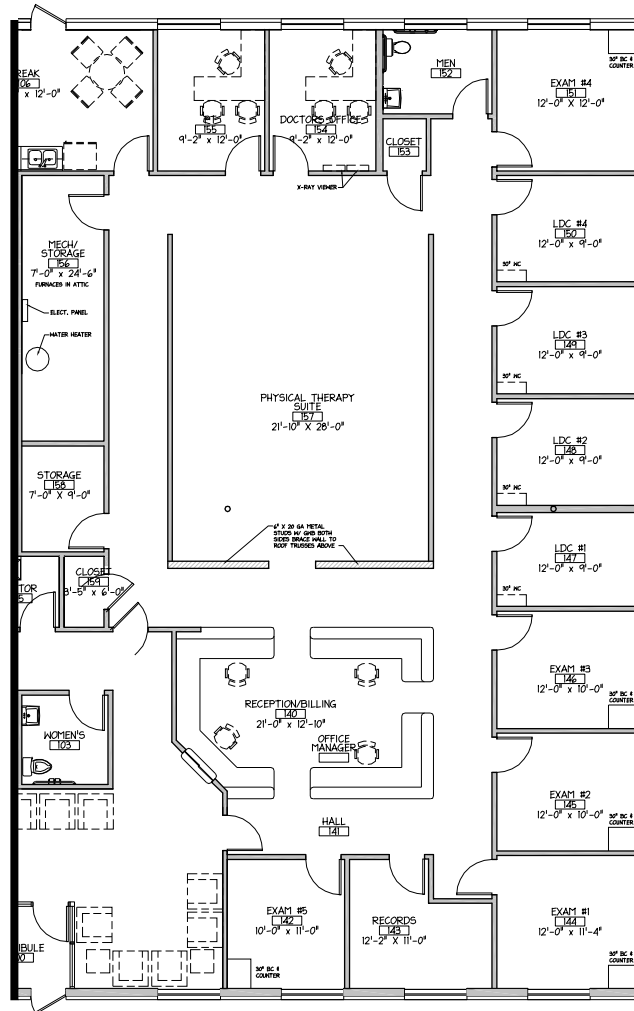 REAK
06
' X 12'-0"
155
9'-2" X 12'-0"
DOCTORS OFFICES
154
9'-2" X 12'-0"
X-RAY VIEWER
MEN
152
CLOSET
153
30" BC &
COUNTER
EXAM #4
151
12'-0" X 12'-0"
MECH/
STORAGE
156
7'-0" X 24'-6"
FURNACES IN ATTIC
ELECT. PANEL
WATER HEATER
LDC #4
150
12'-0" X 9'-0"
30" WC
LDC #3
149
12'-0" X 9'-0"
30" WC
PHYSICAL THERAPY
SUITE
157
21'-10" X 28'-0"
LDC #2
148
12'-0" X 9'-0"
30" WC
STORAGE
158
7'-0" X 9'-0"
6" X 20 GA METAL
STUDS W/ GWB BOTH
SIDES BRACE WALL TO
ROOF TRUSSES ABOVE
LDC #1
147
12'-0" X 9'-0"
30" WC
CLOSET
159
3'-5" X 6'-0"
TOR
5
EXAM #3
146
12'-0" X 10'-0"
30" BC &
COUNTER
RECEPTION/BILLING
140
21'-0" X 12'-10"
OFFICE
MANAGER
WOMEN'S
103
EXAM #2
145
12'-0" X 10'-0"
30" BC &
COUNTER
HALL
141
EXAM #5
142
10'-0" X 11'-0"
30" BC &
COUNTER
RECORDS
143
12'-2" X 11'-0"
EXAM #1
144
12'-0" X 11'-4"
30" BC &
COUNTER
IBULE
0